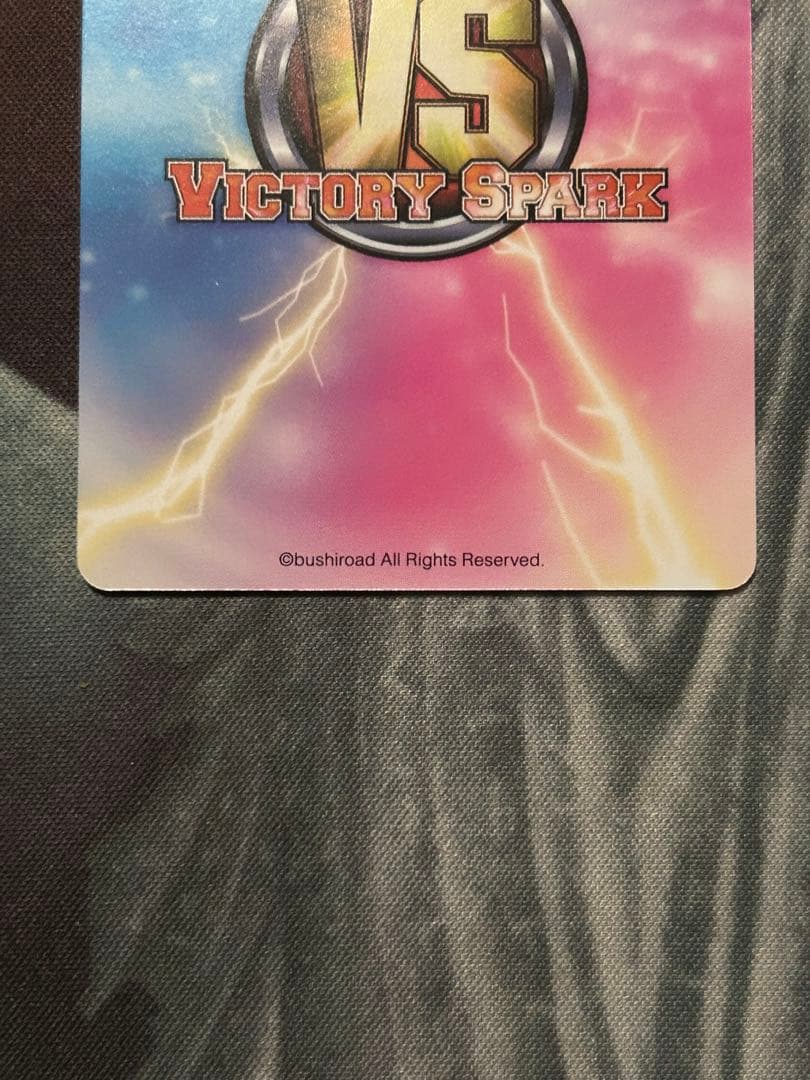 VS
VICTORY SPARK
©bushiroad All Rights Reserved.